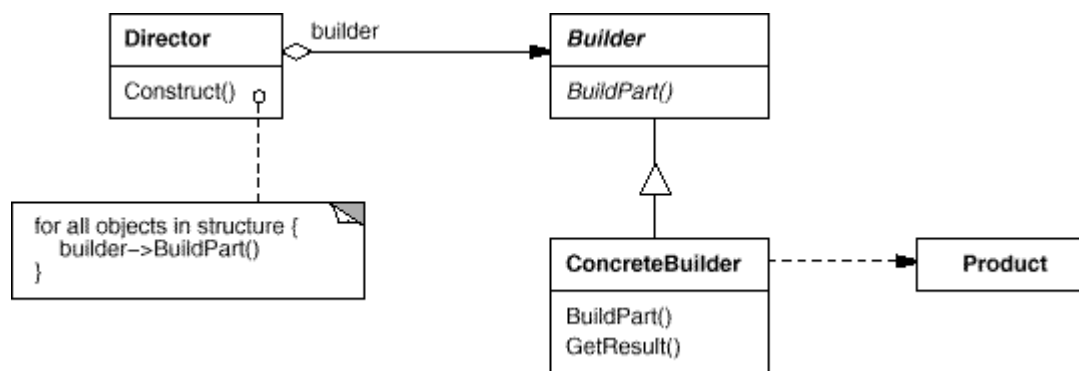 Director
builder
Builder
Construct()
BuildPart()
for all objects in structure {
builder->BuildPart()
}
ConcreteBuilder
Product
BuildPart()
GetResult()